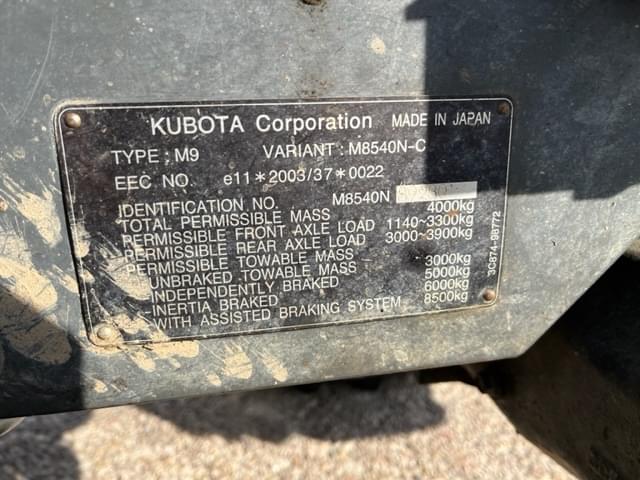 KUBOTA Corporation MADE IN JAPAN
TYPE : M9 VARIANT : M8540N-C
EEC NO. e11*2003/37*0022
IDENTIFICATION NO. M8540N
TOTAL PERMISSIBLE MASS 4000kg
PERMISSIBLE FRONT AXLE LOAD 1140~3300kg
PERMISSIBLE REAR AXLE LOAD 3000~3900kg
PERMISSIBLE TOWABLE MASS
UNBRAKED TOWABLE MASS 3000kg
-INDEPENDENTLY BRAKED 5000kg
-INERTIA BRAKED 6000kg
-WITH ASSISTED BRAKING SYSTEM 8500kg
3C874-98772